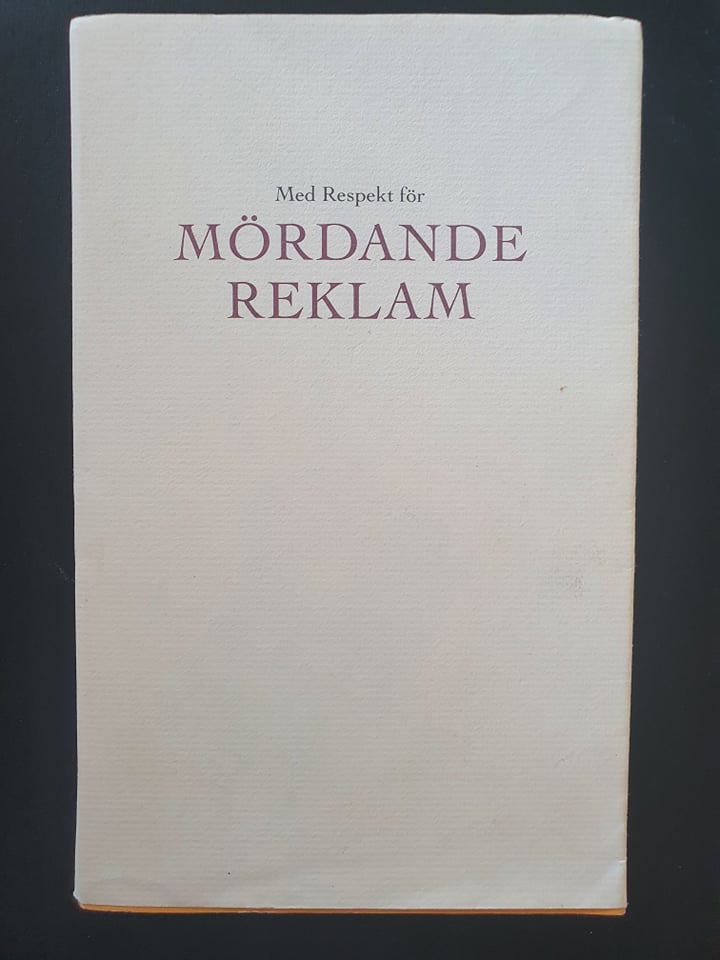 Med Respekt för
MÖRDANDE
REKLAM